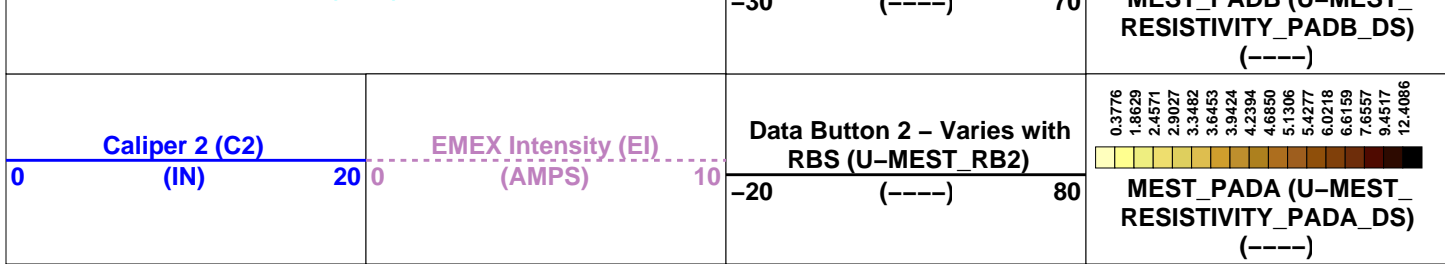 -30 (----) 70
MEST_PADB (U-MEST_
RESISTIVITY_PADB_DS)
(----)
Caliper 2 (C2)
0 (IN) 20
EMEX Intensity (EI)
0 (AMPS) 10
Data Button 2 – Varies with
RBS (U-MEST_RB2)
-20 (----) 80
0.3776
1.8629
2.4571
2.9027
3.3482
3.6453
3.9424
4.2394
4.6850
5.1306
5.4277
6.0218
6.6159
7.6557
9.4517
12.4086
MEST_PADA (U-MEST_
RESISTIVITY_PADA_DS)
(----)